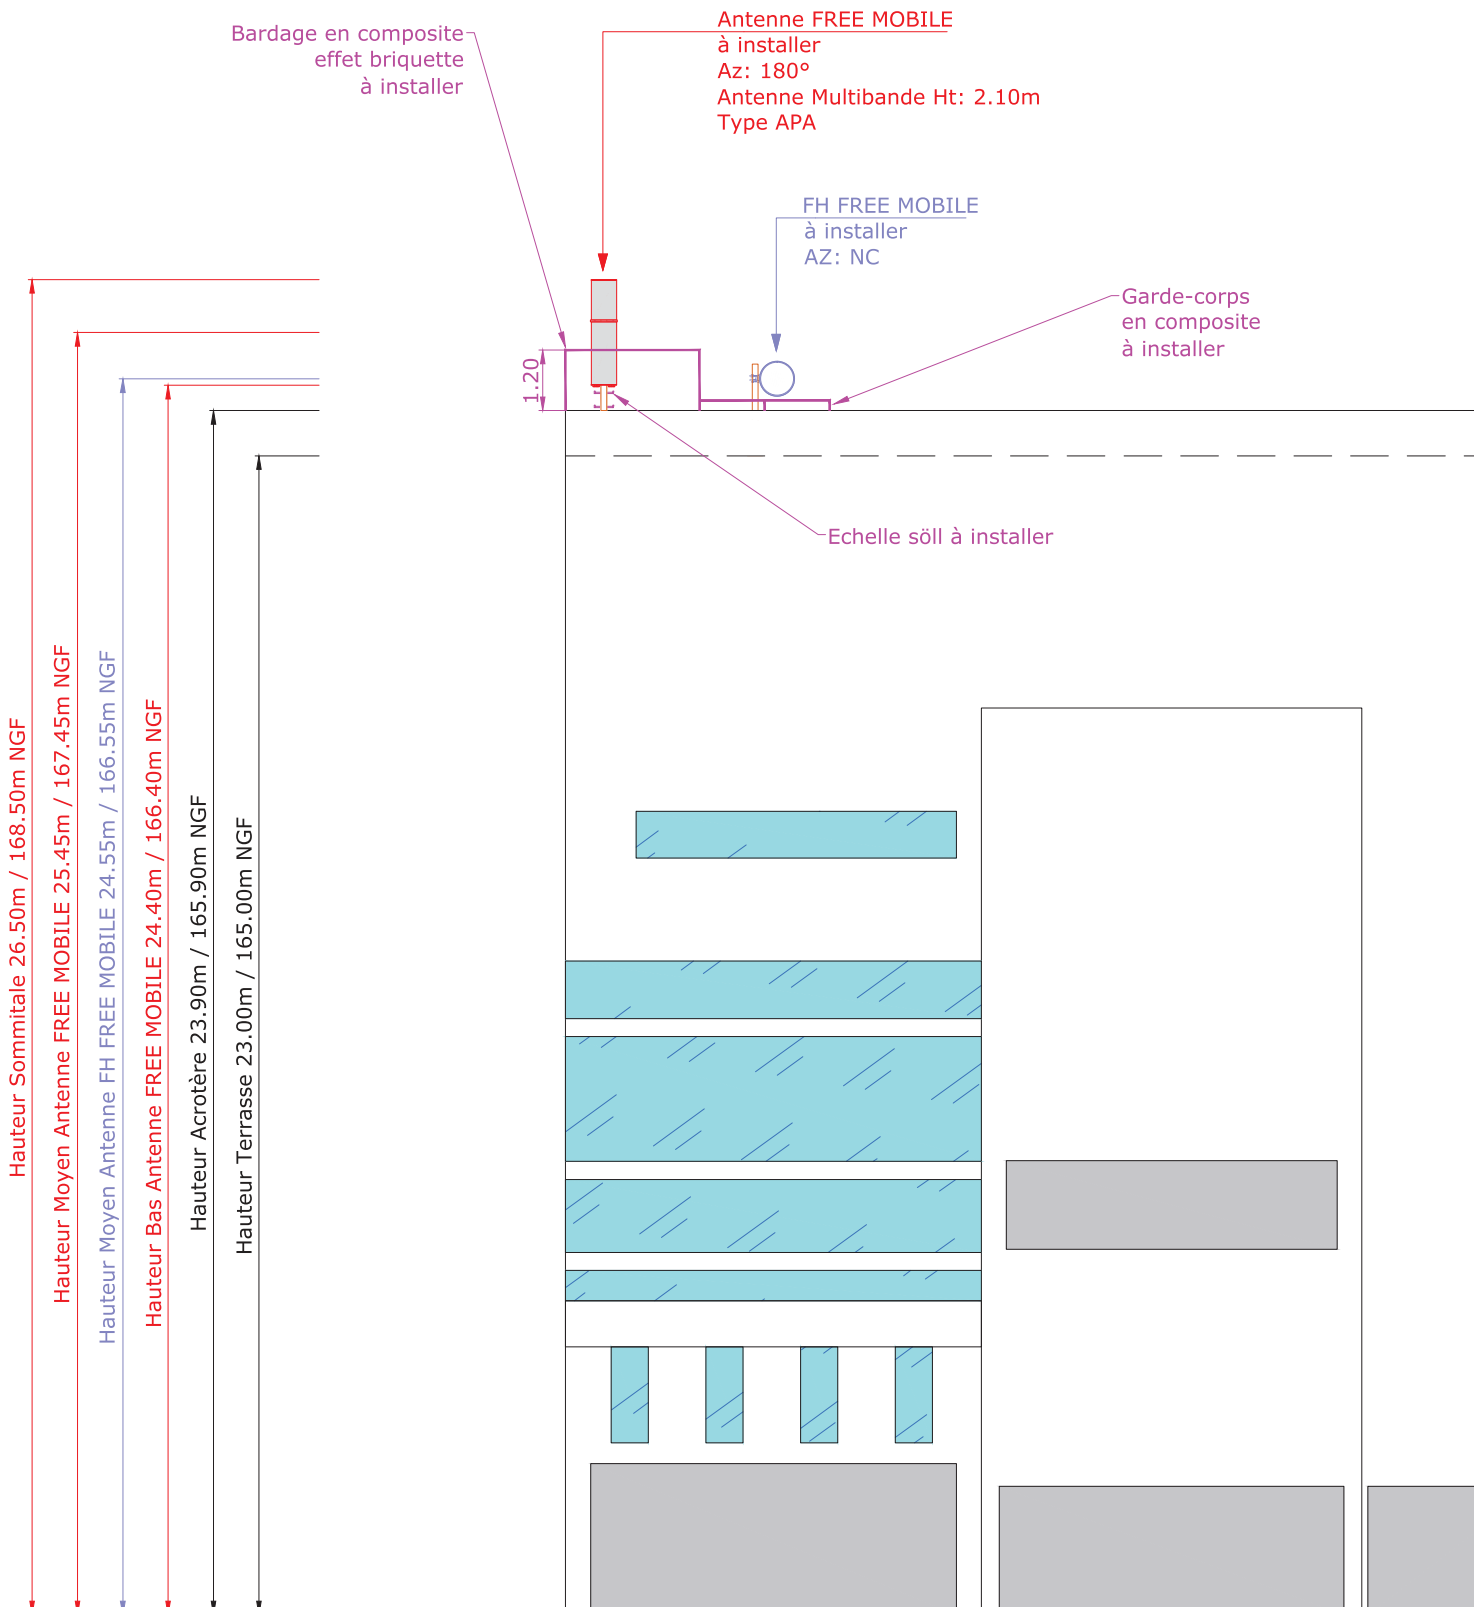 Bardage en composite
effet briquette
à installer
Antenne FREE MOBILE
à installer
Az: 180°
Antenne Multibande Ht: 2.10m
Type APA
FH FREE MOBILE
à installer
AZ: NC
Garde-corps
en composite
à installer
1.20
Echelle söll à installer
Hauteur Sommitale 26.50m / 168.50m NGF
Hauteur Moyen Antenne FREE MOBILE 25.45m / 167.45m NGF
Hauteur Moyen Antenne FH FREE MOBILE 24.55m / 166.55m NGF
Hauteur Bas Antenne FREE MOBILE 24.40m / 166.40m NGF
Hauteur Acrotère 23.90m / 165.90m NGF
Hauteur Terrasse 23.00m / 165.00m NGF